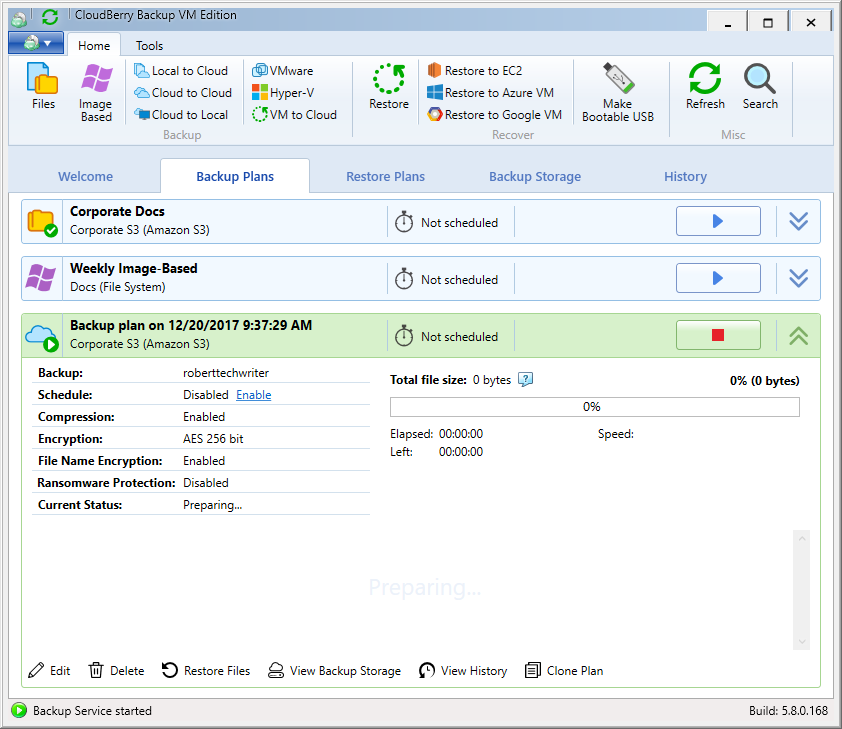 CloudBerry Backup VM Edition
Home Tools
Files
Image Based
Local to Cloud
Cloud to Cloud
Cloud to Local
Backup
VMware
Hyper-V
VM to Cloud
Restore
Restore to EC2
Restore to Azure VM
Restore to Google VM
Recover
Make
Bootable USB
Refresh
Search
Misc
Welcome Backup Plans Restore Plans Backup Storage History
Corporate Docs
Corporate S3 (Amazon S3)
Not scheduled
Weekly Image-Based
Docs (File System)
Not scheduled
Backup plan on 12/20/2017 9:37:29 AM
Corporate S3 (Amazon S3)
Not scheduled
Backup: roberttechwriter
Schedule: Disabled Enable
Compression: Enabled
Encryption: AES 256 bit
File Name Encryption: Enabled
Ransomware Protection: Disabled
Current Status: Preparing...
Total file size: 0 bytes ? 0% (0 bytes)
0%
Elapsed: 00:00:00 Speed:
Left: 00:00:00
Preparing...
Edit Delete Restore Files View Backup Storage View History Clone Plan
Backup Service started Build: 5.8.0.168